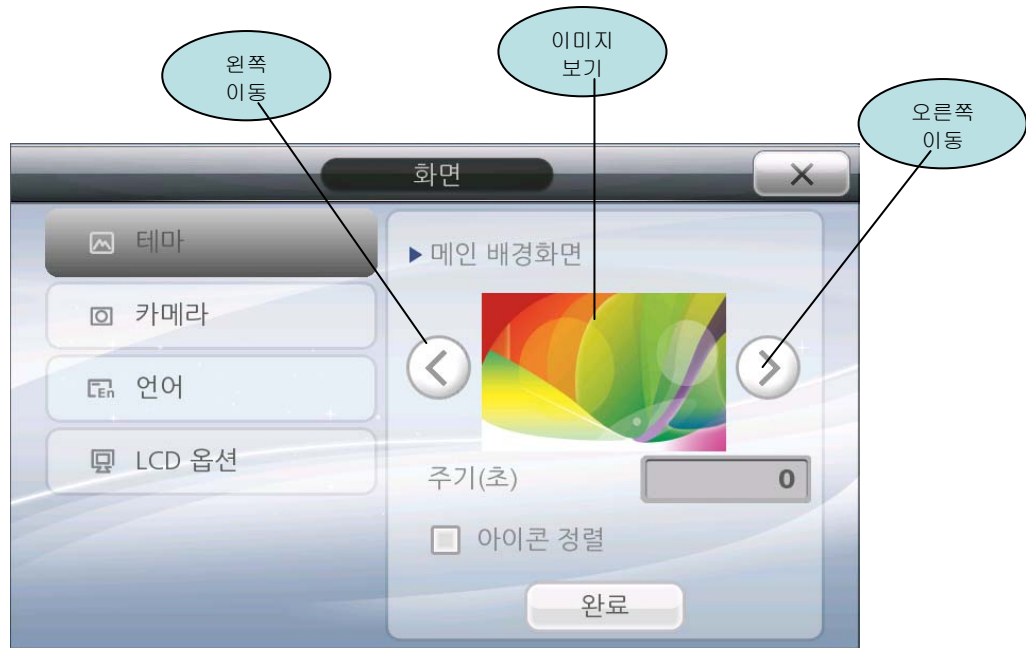 왼쪽
이동
이미지
보기
오른쪽
이동
화면
테마
카메라
En 언어
LCD 옵션
메인 배경화면
주기(초) 0
아이콘 정렬
완료